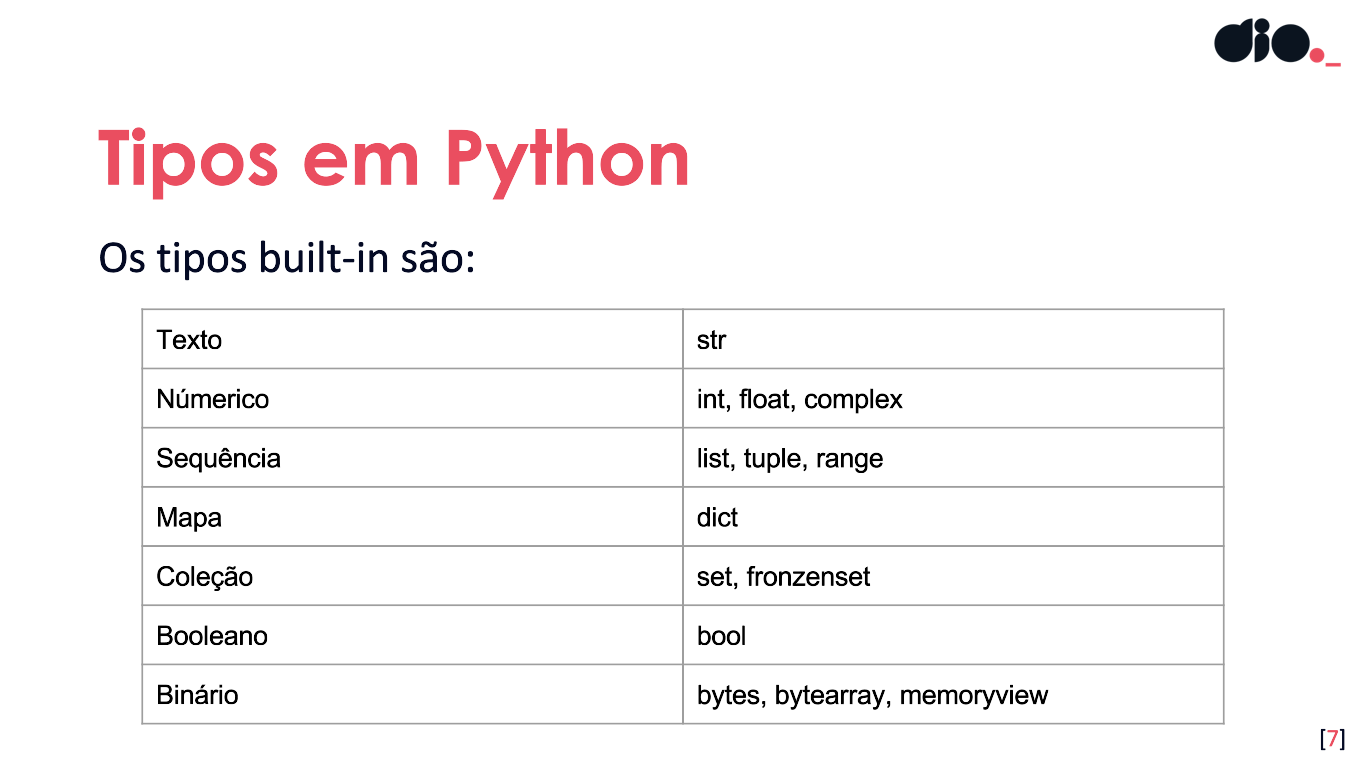 dio._
Tipos em Python
Os tipos built-in são:
Texto str
Númerico int, float, complex
Sequência list, tuple, range
Mapa dict
Coleção set, fronzenset
Booleano bool
Binário bytes, bytearray, memoryview
[7]